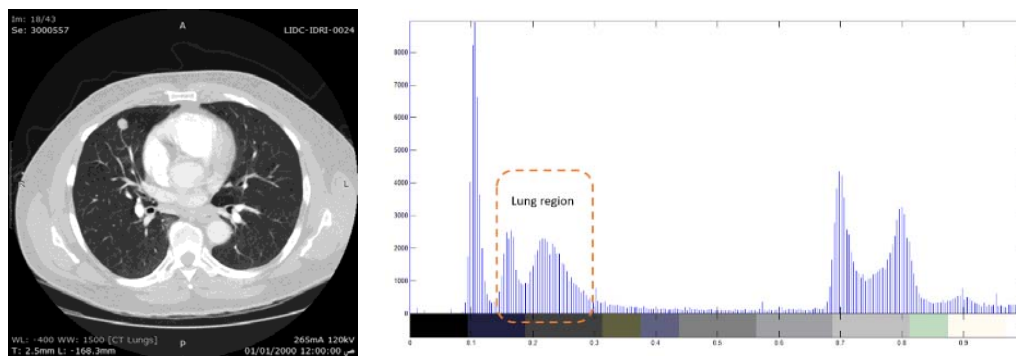 Im: 18/43
Se: 3000557
A
LIDC-IDRI-0024
L
WL: -400 WW: 1500 [CT Lungs]
T: 2.5mm L: -168.3mm
P
265mA 120kV
01/01/2000 12:00:00 ص
9000
8000
7000
6000
5000
4000
3000
2000
1000
0
Lung region
0
0.1
0.2
0.3
0.4
0.5
0.6
0.7
0.8
0.9